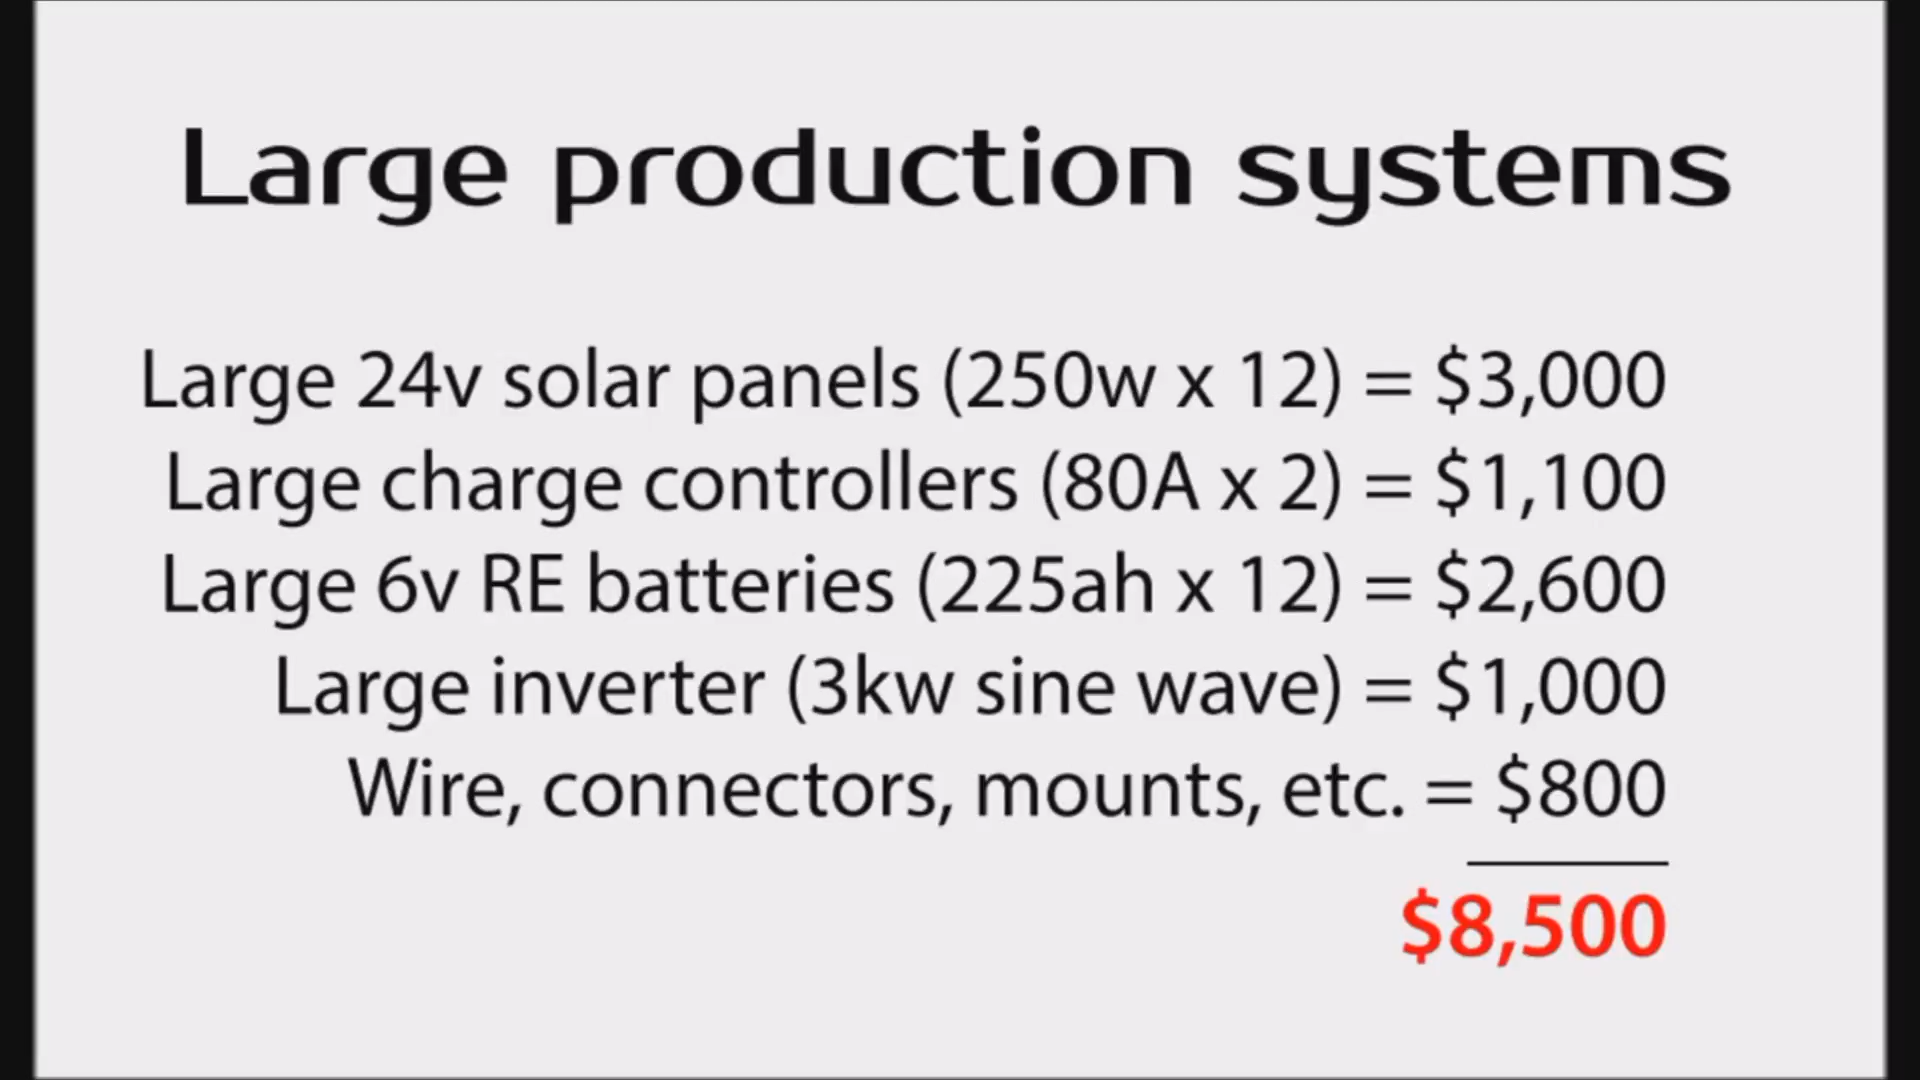 Large production systems
Large 24v solar panels (250w x 12) = $3,000
Large charge controllers (80A x 2) = $1,100
Large 6v RE batteries (225ah x 12) = $2,600
Large inverter (3kw sine wave) = $1,000
Wire, connectors, mounts, etc. = $800
$8,500